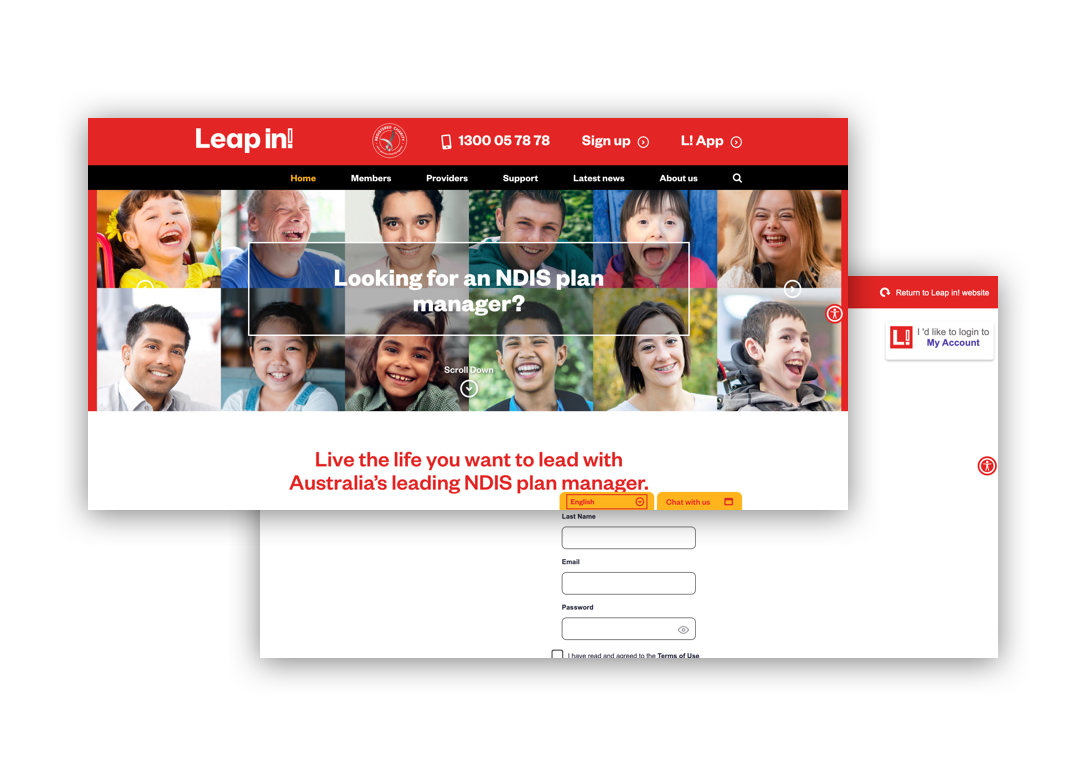 Leap in!
REGISTERED CHARITY
1300 05 78 78
Sign up
L! App
Home
Members
Providers
Support
Latest news
About us
Looking for an NDIS plan
manager?
Scroll Down
Live the life you want to lead with
Australia's leading NDIS plan manager.
English
Chat with us
Return to Leap in! website
L!
I 'd like to login to
My Account
Last Name
Email
Password
I have read and agreed to the Terms of Use